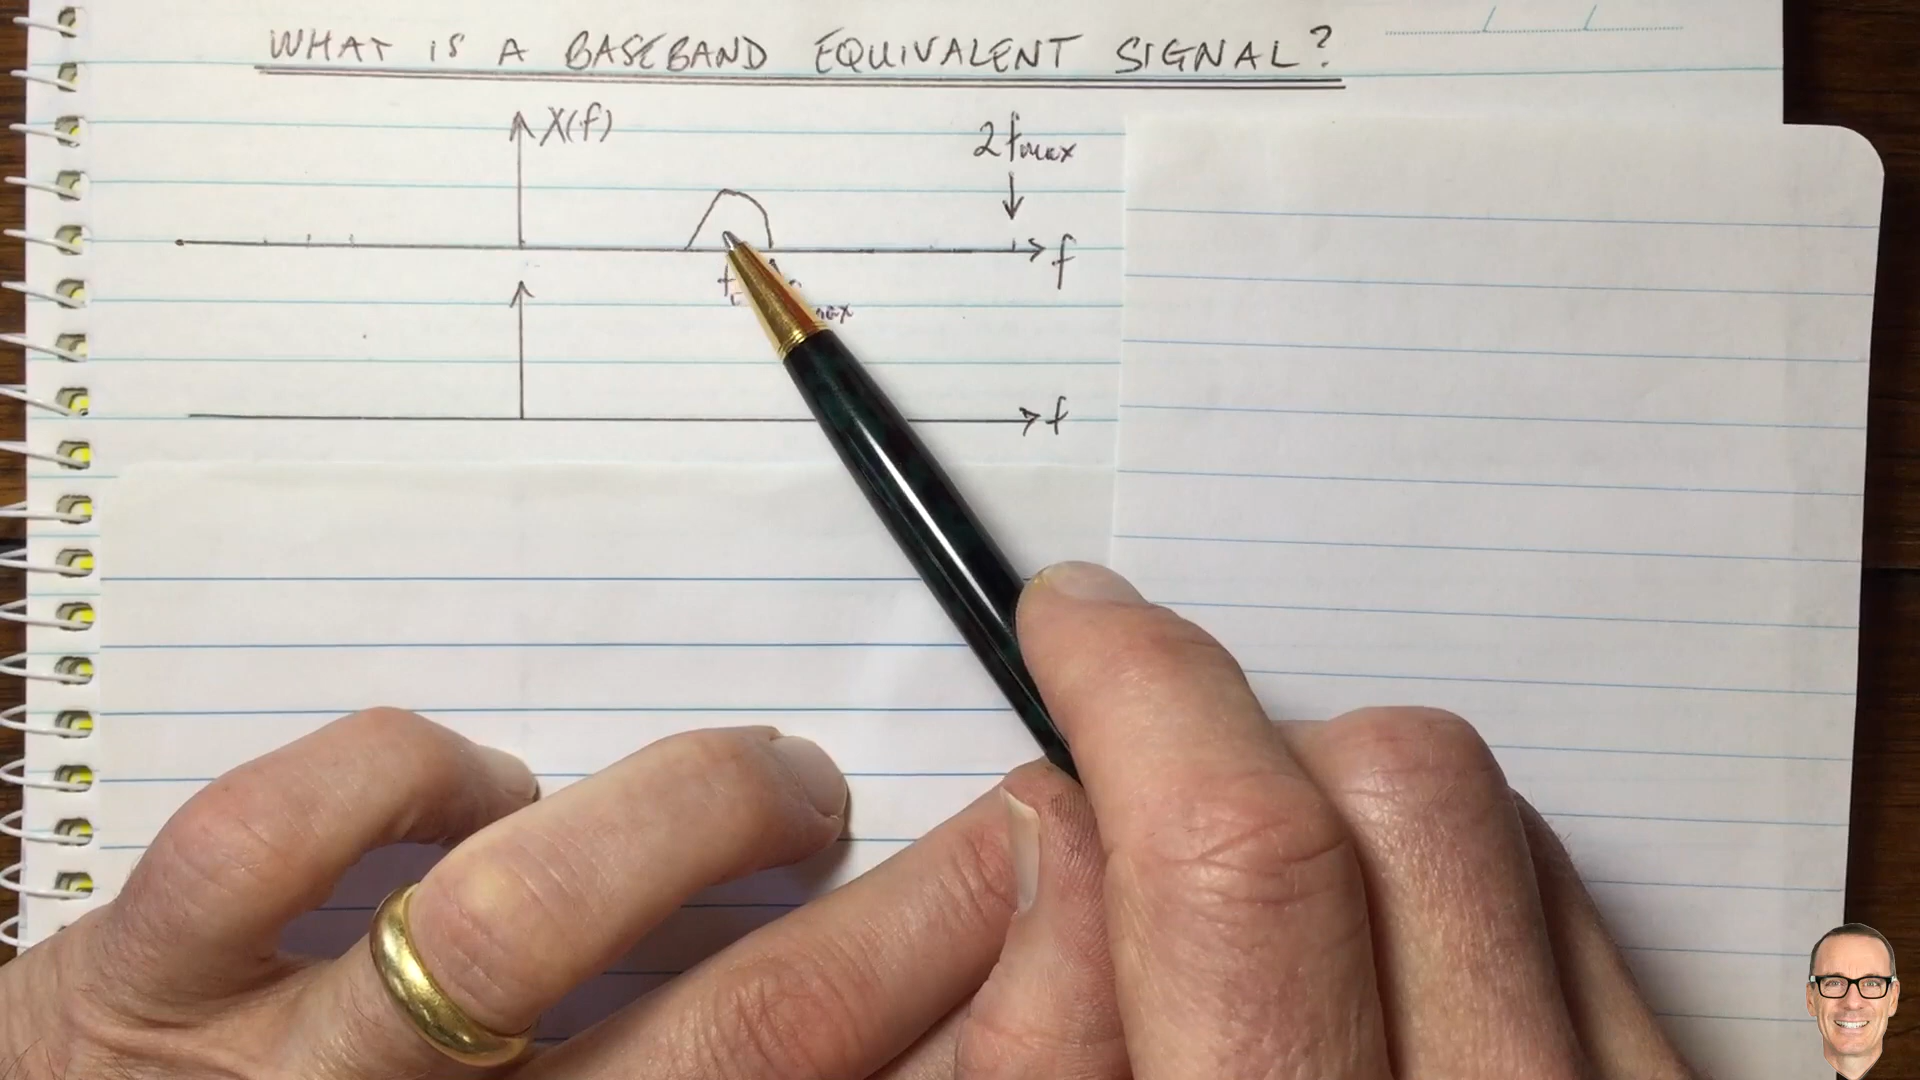 WHAT IS A BASEBAND EQUIVALENT SIGNAL?
X(f)
2fmax
f
f